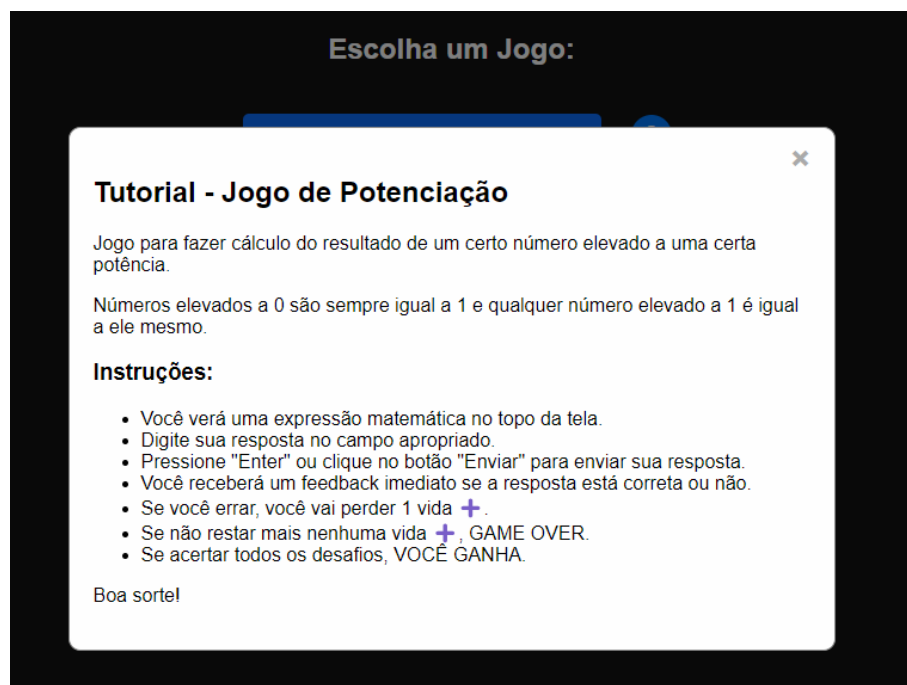 Escolha um Jogo:
×
Tutorial - Jogo de Potenciação
Jogo para fazer cálculo do resultado de um certo número elevado a uma certa
potência.
Números elevados a 0 são sempre igual a 1 e qualquer número elevado a 1 é igual
a ele mesmo.
Instruções:
• Você verá uma expressão matemática no topo da tela.
• Digite sua resposta no campo apropriado.
• Pressione "Enter" ou clique no botão "Enviar" para enviar sua resposta.
• Você receberá um feedback imediato se a resposta está correta ou não.
• Se você errar, você vai perder 1 vida + .
• Se não restar mais nenhuma vida + , GAME OVER.
• Se acertar todos os desafios, VOCÊ GANHA.
Boa sorte!